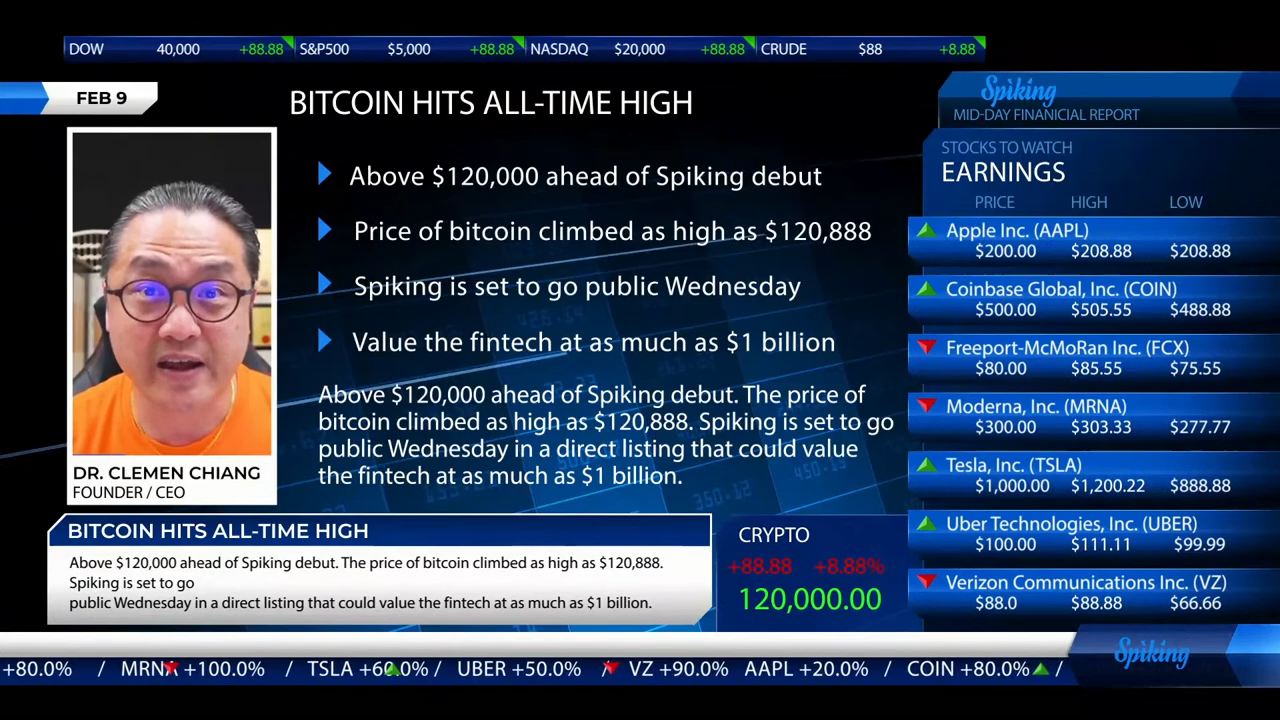 DOW 40,000 +88.88 S&P500 $5,000 +88.88 NASDAQ $20,000 +88.88 CRUDE $88 +8.88
FEB 9
BITCOIN HITS ALL-TIME HIGH
Above $120,000 ahead of Spiking debut
Price of bitcoin climbed as high as $120,888
Spiking is set to go public Wednesday
Value the fintech at as much as $1 billion
Above $120,000 ahead of Spiking debut. The price of
bitcoin climbed as high as $120,888. Spiking is set to go
public Wednesday in a direct listing that could value
the fintech at as much as $1 billion.
DR. CLEMEN CHIANG
FOUNDER / CEO
BITCOIN HITS ALL-TIME HIGH
Above $120,000 ahead of Spiking debut. The price of bitcoin climbed as high as $120,888.
Spiking is set to go
public Wednesday in a direct listing that could value the fintech at as much as $1 billion.
CRYPTO
+88.88 +8.88%
120,000.00
Spiking
MID-DAY FINANICIAL REPORT
STOCKS TO WATCH
EARNINGS
PRICE HIGH LOW
Apple Inc. (AAPL)
$200.00 $208.88 $208.88
Coinbase Global, Inc. (COIN)
$500.00 $505.55 $488.88
Freeport-McMoRan Inc. (FCX)
$80.00 $85.55 $75.55
Moderna, Inc. (MRNA)
$300.00 $303.33 $277.77
Tesla, Inc. (TSLA)
$1,000.00 $1,200.22 $888.88
Uber Technologies, Inc. (UBER)
$100.00 $111.11 $99.99
Verizon Communications Inc. (VZ)
$88.0 $88.88 $66.66
+80.0% / MRNA +100.0% / TSLA +60.0% / UBER +50.0% / VZ +90.0% AAPL +20.0% / COIN +80.0% /
Spiking